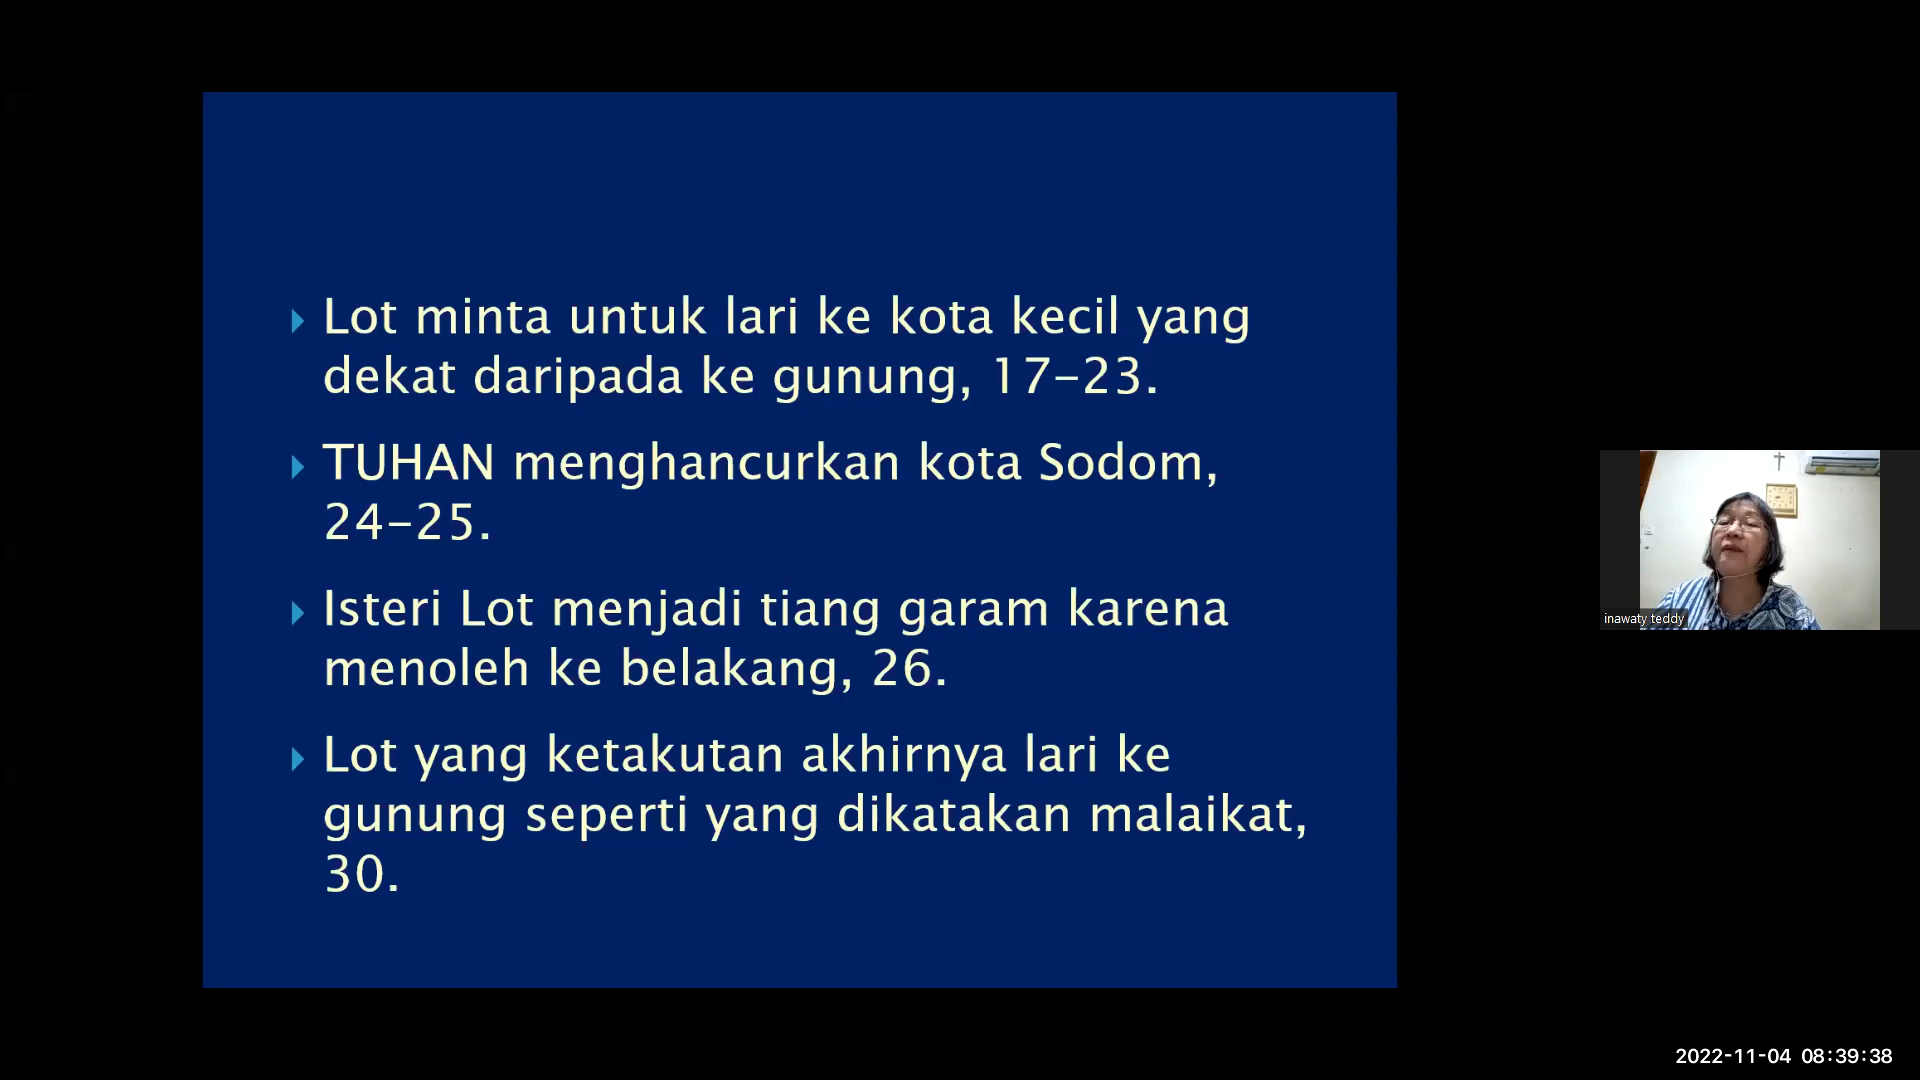 Lot minta untuk lari ke kota kecil yang
dekat daripada ke gunung, 17-23.
TUHAN menghancurkan kota Sodom,
24-25.
Isteri Lot menjadi tiang garam karena
menoleh ke belakang, 26.
Lot yang ketakutan akhirnya lari ke
gunung seperti yang dikatakan malaikat,
30.
inawaty teddy
2022-11-04 08:39:38